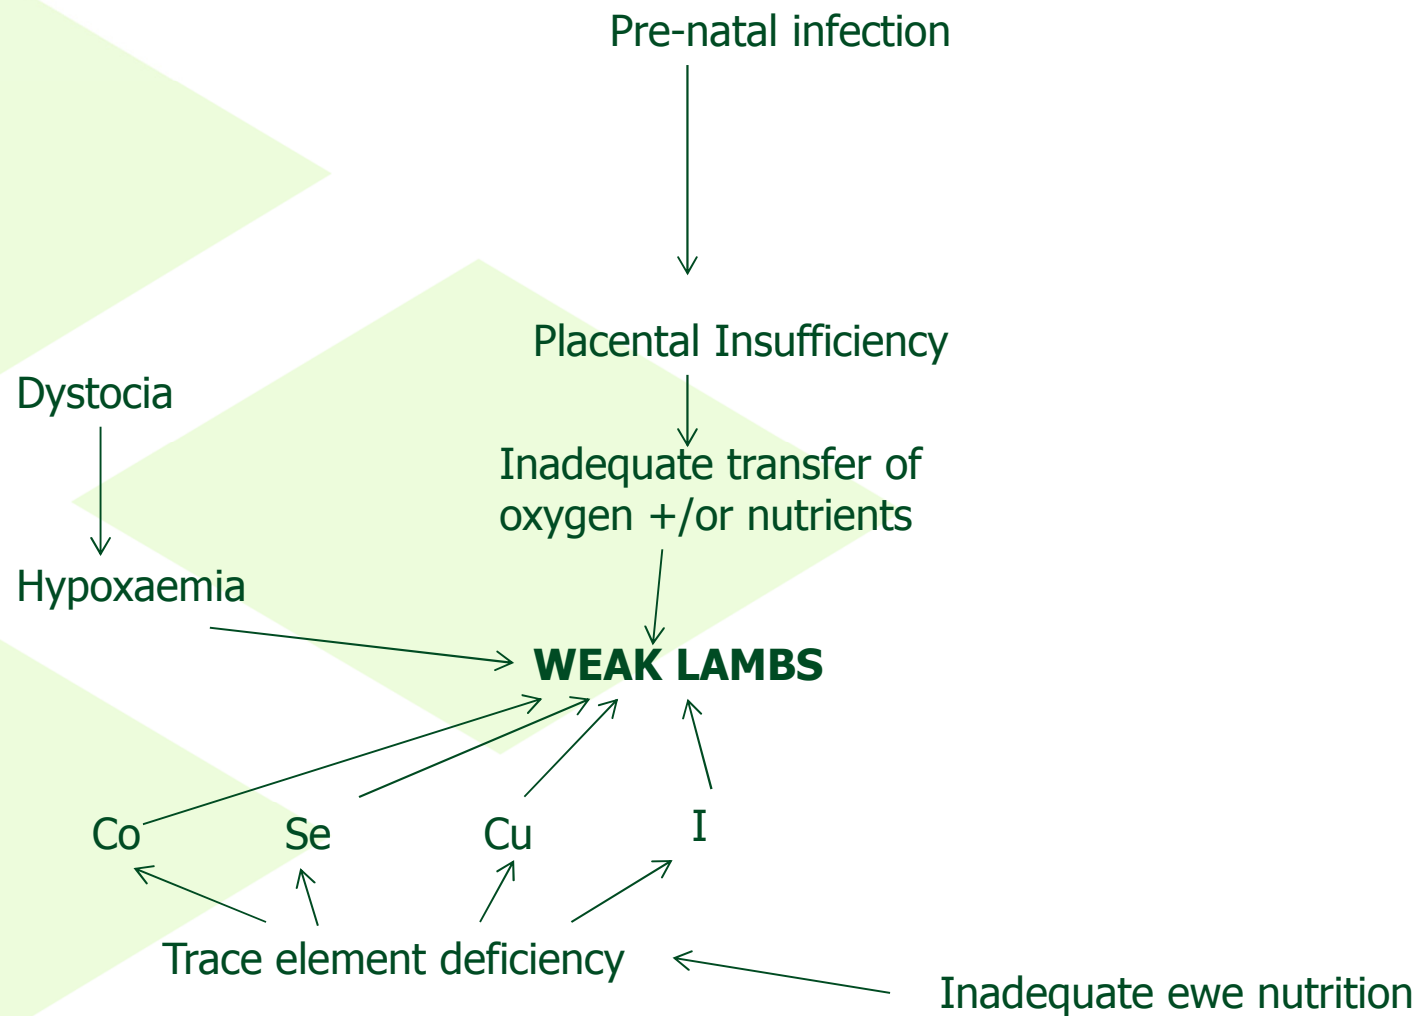 Pre-natal infection
Placental Insufficiency
Dystocia
Inadequate transfer of
oxygen +/or nutrients
Hypoxaemia
WEAK LAMBS
Co
Se
Cu
I
Trace element deficiency
Inadequate ewe nutrition